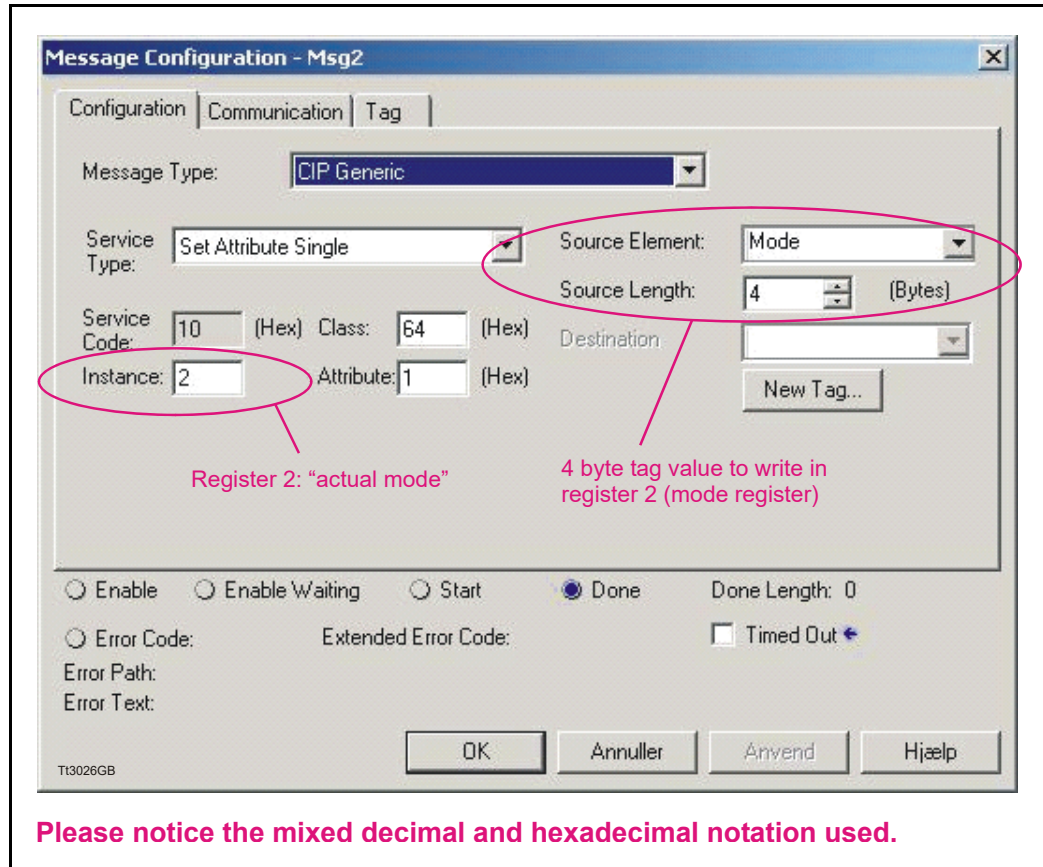 Message Configuration - Msg2
Configuration Communication Tag
Message Type: CIP Generic
Service Type: Set Attribute Single
Source Element: Mode
Source Length: 4 (Bytes)
Service Code: 10 (Hex) Class: 64 (Hex)
Destination
Instance: 2 Attribute: 1 (Hex)
New Tag...
Register 2: “actual mode”
4 byte tag value to write in
register 2 (mode register)
Enable Enable Waiting Start Done Done Length: 0
Error Code: Extended Error Code: Timed Out
Error Path:
Error Text:
OK Annuller Anvend Hjælp
Tt3026GB
Please notice the mixed decimal and hexadecimal notation used.